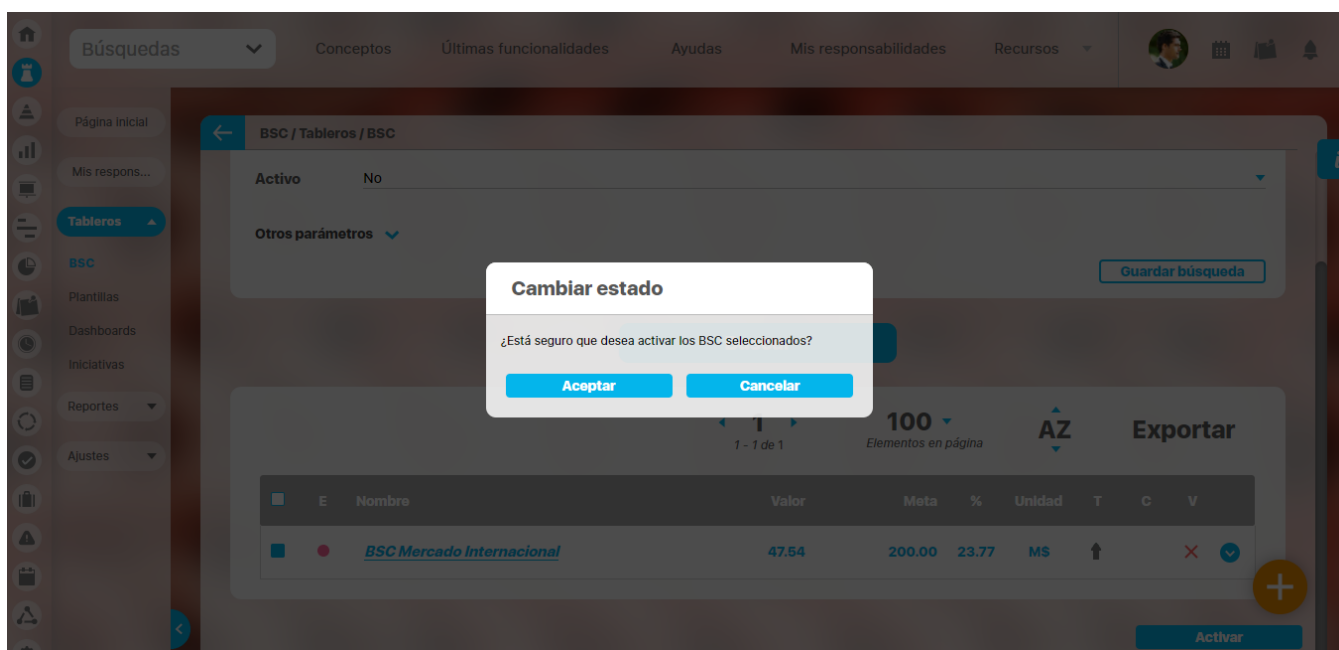 Búsquedas
Conceptos
Últimas funcionalidades
Ayudas
Mis responsabilidades
Recursos
Página inicial
Mis respons...
Tableros
BSC
Plantillas
Dashboards
Iniciativas
Reportes
Ajustes
BSC / Tableros / BSC
Activo No
Otros parámetros
Guardar búsqueda
Cambiar estado
¿Está seguro que desea activar los BSC seleccionados?
Aceptar Cancelar
1
1 - 1 de 1
100
Elementos en página
AZ
Exportar
E Nombre Valor Meta % Unidad T C V
BSC Mercado Internacional 47.54 200.00 23.77 M$
Activar